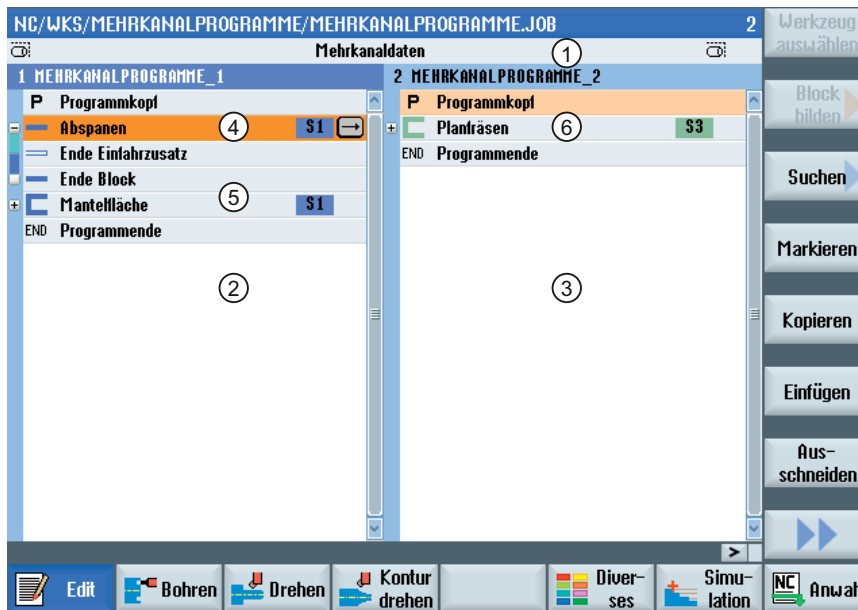 NC/WKS/MEHRKANALPROGRAMME/MEHRKANALPROGRAMME.JOB 2
Mehrkanaldaten 1
1 MEHRKANALPROGRAMME_1
P Programmkopf
Abspanen 4 S1
Ende Einfahrzusatz
Ende Block
Mantelfläche 5 S1
END Programmende
2
2 MEHRKANALPROGRAMME_2
P Programmkopf
Planfräsen 6 S3
END Programmende
3
Werkzeug
auswählen
Block
bilden
Suchen
Markieren
Kopieren
Einfügen
Aus-
schneiden
Edit
Bohren
Drehen
Kontur
drehen
Diver-
ses
Simu-
lation
NC Anwahl